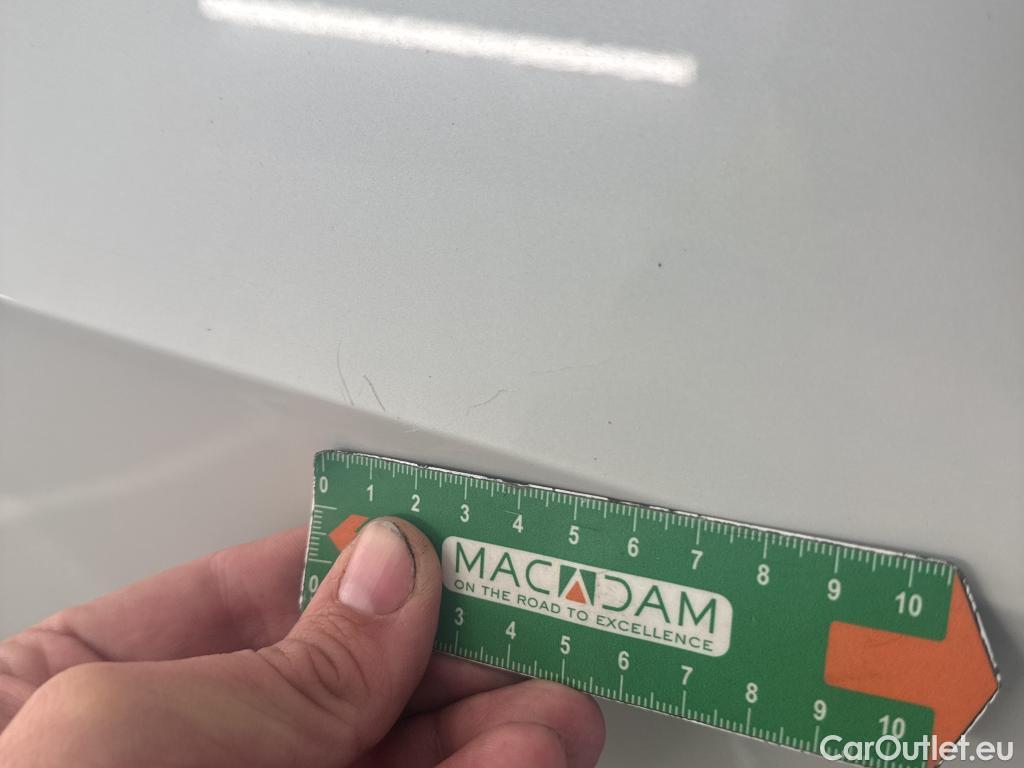 0 1 2 3 4 5 6 7 8 9 10
MACADAM
ON THE ROAD TO EXCELLENCE
0 3 4 5 6 7 8 9 10
CarOutlet.eu